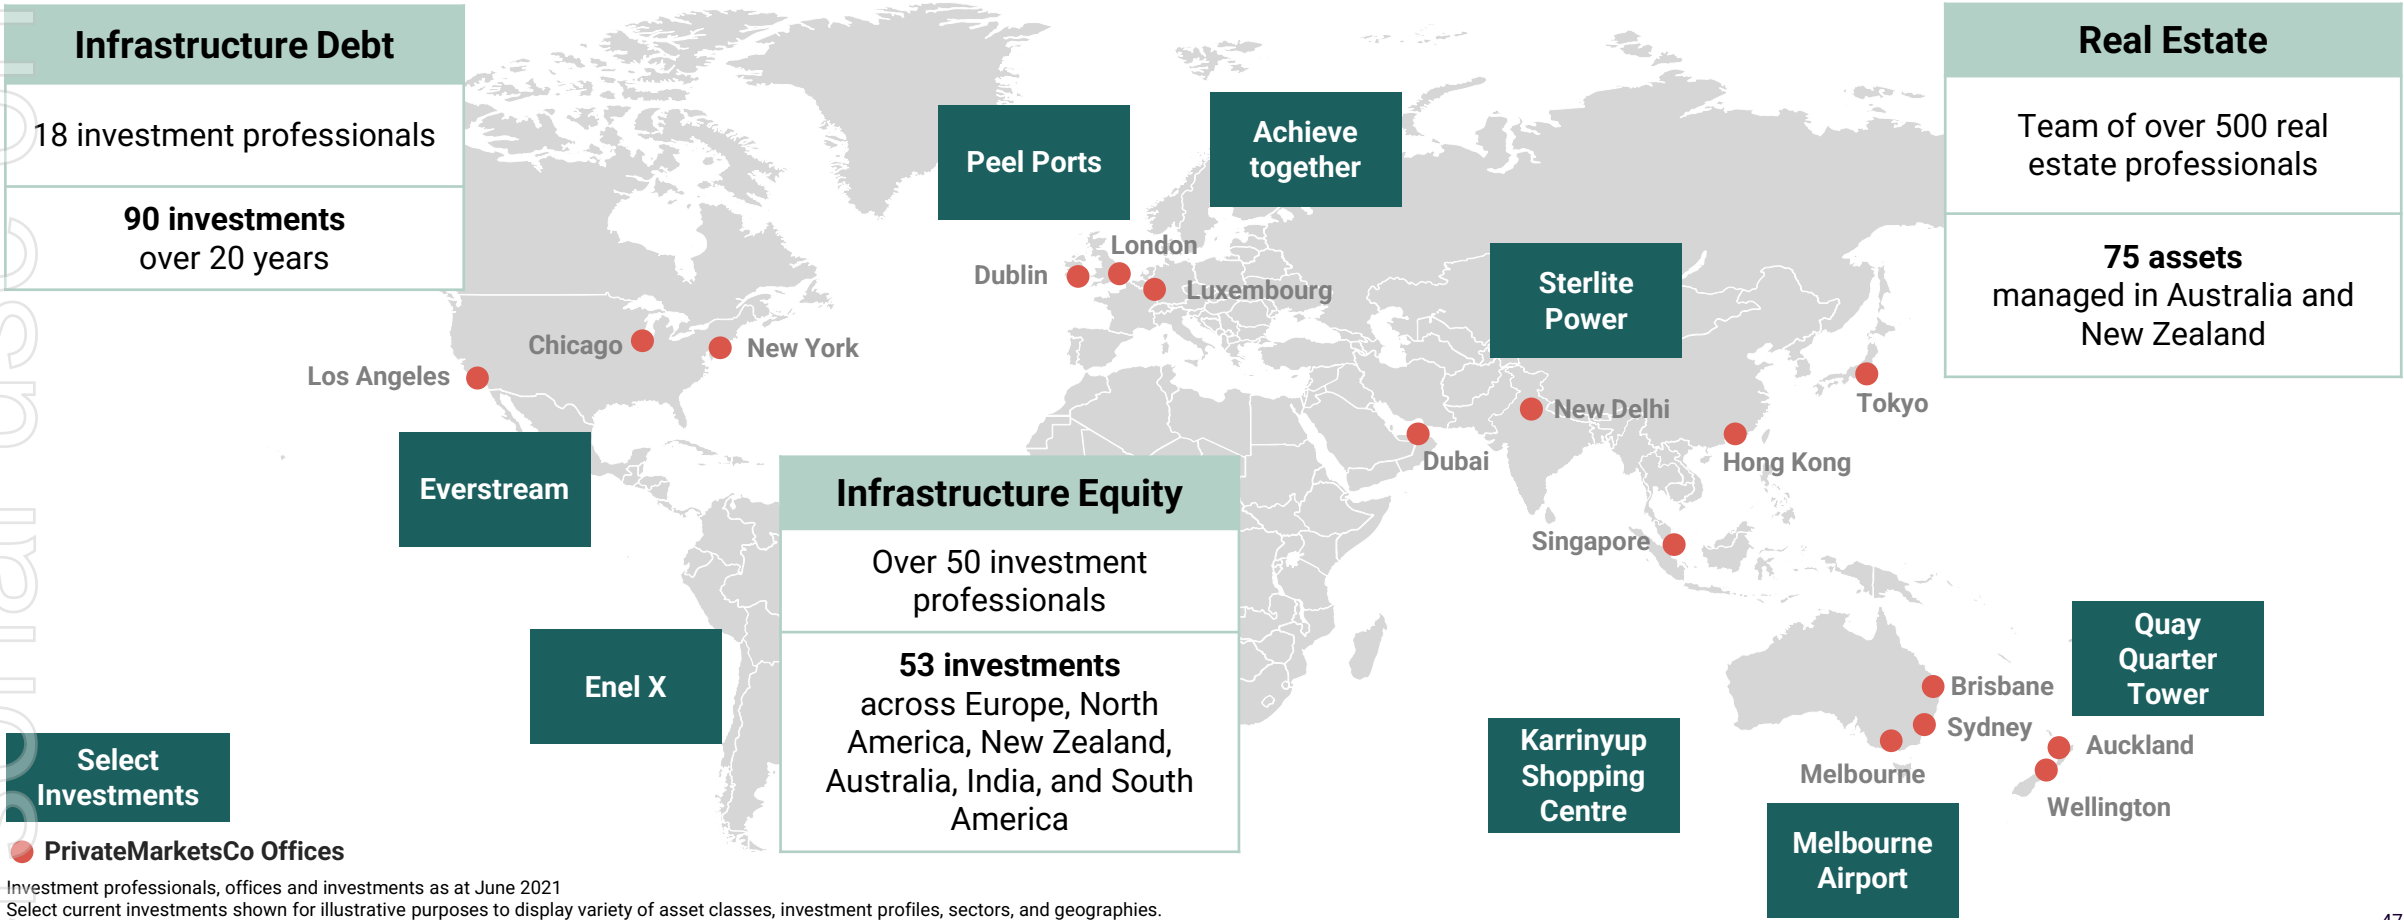 Infrastructure Debt
18 investment professionals
90 investments
over 20 years
Real Estate
Team of over 500 real
estate professionals
75 assets
managed in Australia and
New Zealand
Peel Ports
Achieve
together
London
Dublin
Luxembourg
Sterlite
Power
Chicago
New York
Los Angeles
New Delhi
Tokyo
Dubai
Hong Kong
Everstream
Infrastructure Equity
Over 50 investment
professionals
53 investments
across Europe, North
America, New Zealand,
Australia, India, and South
America
Singapore
Enel X
Quay
Quarter
Tower
Brisbane
Sydney
Karrinyup
Shopping
Centre
Auckland
Melbourne
Wellington
Melbourne
Airport
Select
Investments
PrivateMarketsCo Offices
Investment professionals, offices and investments as at June 2021
Select current investments shown for illustrative purposes to display variety of asset classes, investment profiles, sectors, and geographies.
47